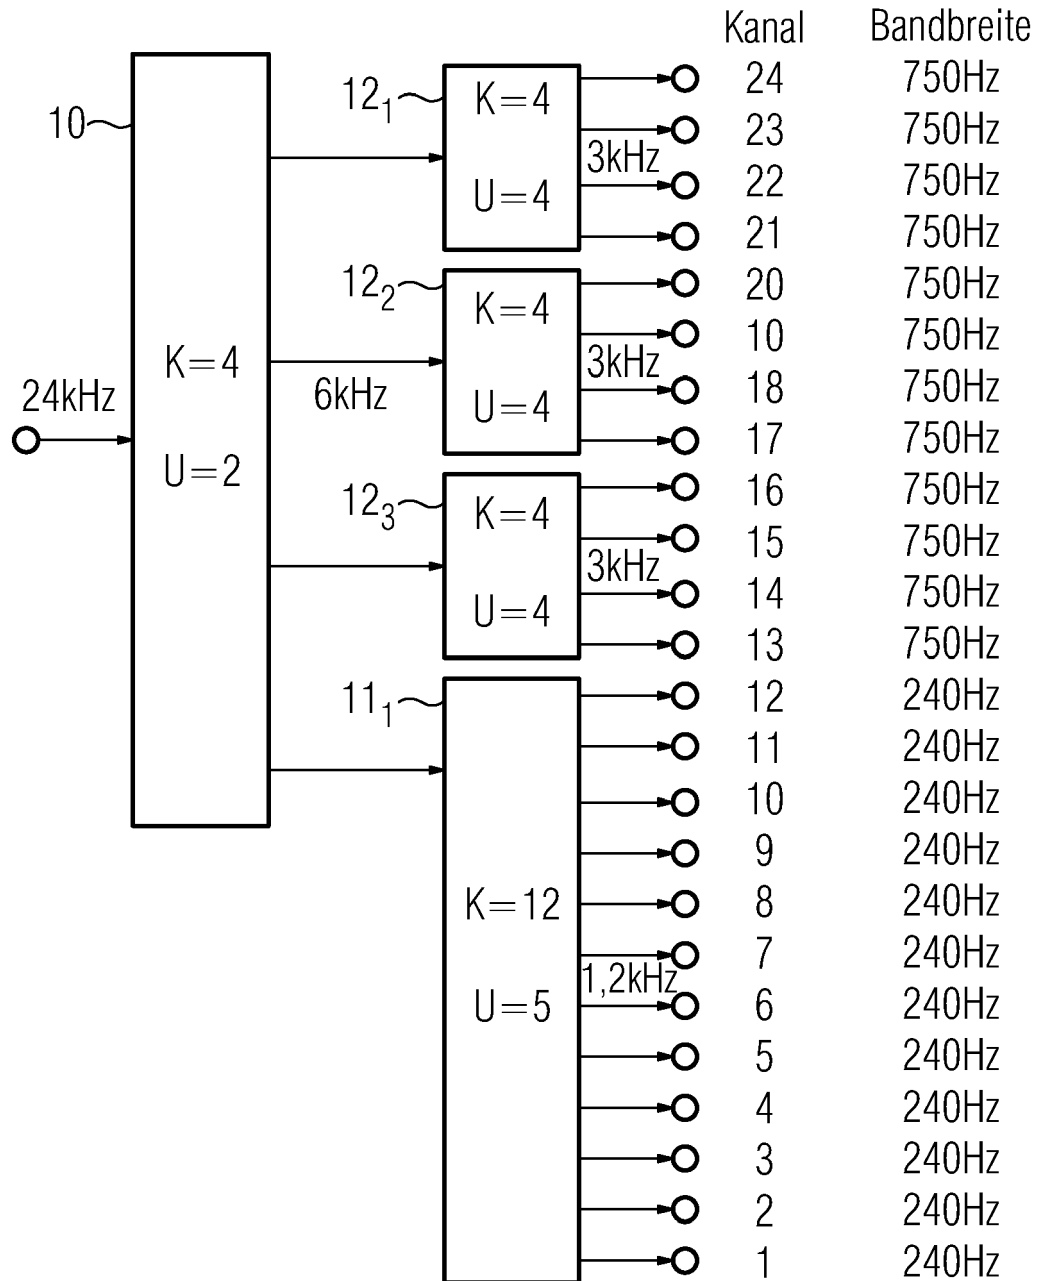 Kanal Bandbreite
10 12₁ K=4 24 750Hz
23 750Hz
3kHz
U=4 22 750Hz
21 750Hz
12₂ K=4 20 750Hz
10 750Hz
K=4 3kHz
24kHz 6kHz U=4 18 750Hz
17 750Hz
U=2
12₃ K=4 16 750Hz
15 750Hz
3kHz
U=4 14 750Hz
13 750Hz
11₁ 12 240Hz
11 240Hz
10 240Hz
9 240Hz
K=12 8 240Hz
7 240Hz
1,2kHz
U=5 6 240Hz
5 240Hz
4 240Hz
3 240Hz
2 240Hz
1 240Hz